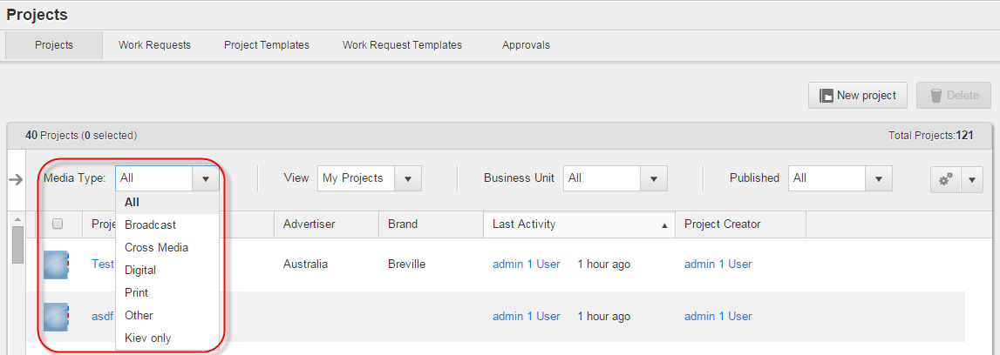 Projects
Projects Work Requests Project Templates Work Request Templates Approvals
New project Delete
40 Projects (0 selected) Total Projects:121
Media Type: All View My Projects Business Unit All Published All
All
Broadcast
Cross Media
Digital
Print
Other
Kiev only
Proje Advertiser Brand Last Activity Project Creator
Test Australia Breville admin 1 User 1 hour ago admin 1 User
asdf admin 1 User 1 hour ago admin 1 User